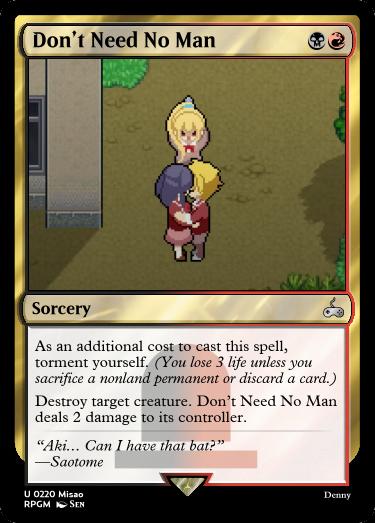 Don't Need No Man
Sorcery
As an additional cost to cast this spell,
torment yourself. (You lose 3 life unless you
sacrifice a nonland permanent or discard a card.)
Destroy target creature. Don't Need No Man
deals 2 damage to its controller.
“Aki… Can I have that bat?”
—Saotome
U 0220 Misao
RPGM SEN
Denny